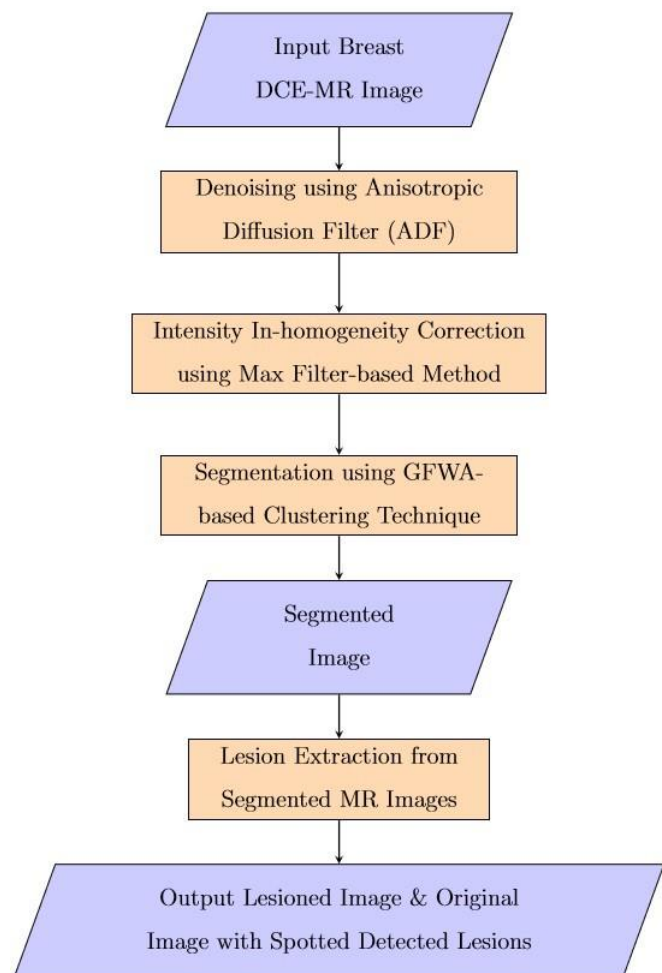 Input Breast
DCE-MR Image
Denoising using Anisotropic
Diffusion Filter (ADF)
Intensity In-homogeneity Correction
using Max Filter-based Method
Segmentation using GFWA-
based Clustering Technique
Segmented
Image
Lesion Extraction from
Segmented MR Images
Output Lesioned Image & Original
Image with Spotted Detected Lesions